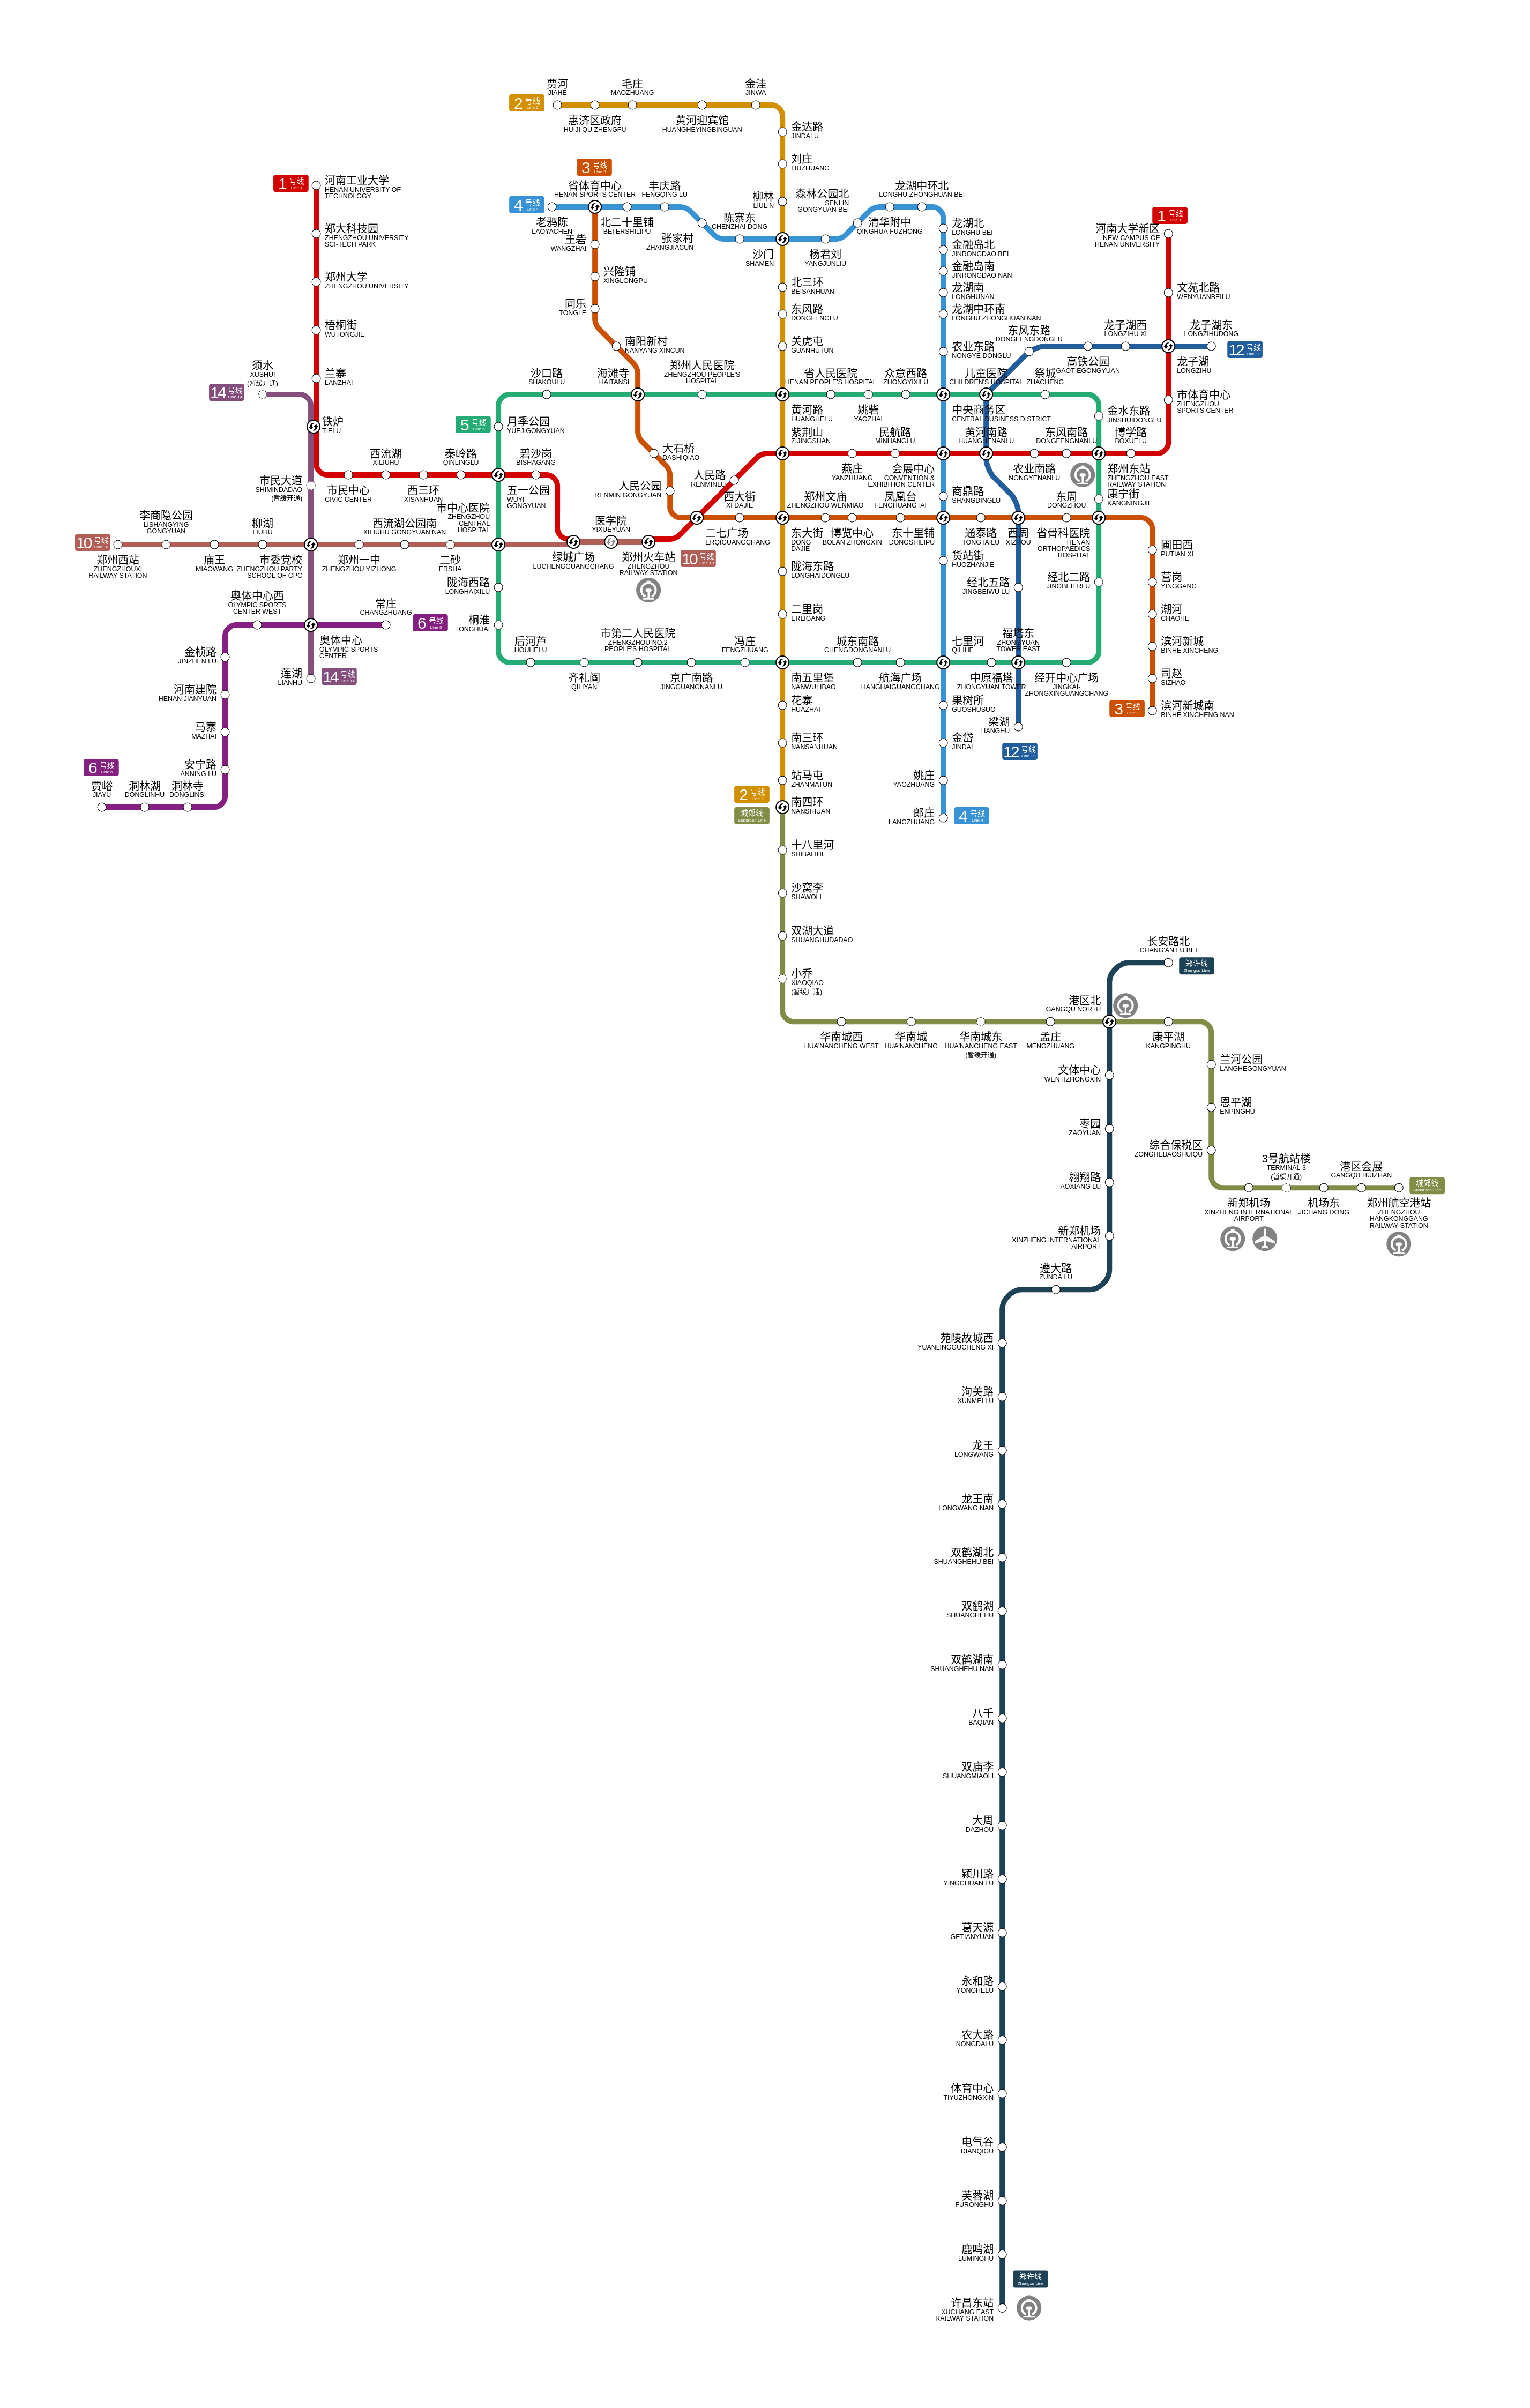 贾河
JIAHE
毛庄
MAOZHUANG
金洼
JINWA
2 号线
Line 2
惠济区政府
HUIJI QU ZHENGFU
黄河迎宾馆
HUANGHEYINGBINGUAN
金达路
JINDALU
刘庄
LIUZHUANG
3 号线
Line 3
1 号线
Line 1
河南工业大学
HENAN UNIVERSITY OF
TECHNOLOGY
省体育中心
HENAN SPORTS CENTER
丰庆路
FENGQING LU
柳林
LIULIN
森林公园北
SENLIN
GONGYUAN BEI
龙湖中环北
LONGHU ZHONGHUAN BEI
4 号线
Line 4
老鸦陈
LAOYACHEN
北二十里铺
BEI ERSHILIPU
陈寨东
CHENZHAI DONG
清华附中
QINGHUA FUZHONG
龙湖北
LONGHU BEI
1 号线
Line 1
河南大学新区
NEW CAMPUS OF
HENAN UNIVERSITY
郑大科技园
ZHENGZHOU UNIVERSITY
SCI-TECH PARK
王砦
WANGZHAI
张家村
ZHANGJIACUN
沙门
SHAMEN
杨君刘
YANGJUNLIU
金融岛北
JINRONGDAO BEI
郑州大学
ZHENGZHOU UNIVERSITY
兴隆铺
XINGLONGPU
北三环
BEISANHUAN
金融岛南
JINRONGDAO NAN
龙湖南
LONGHUNAN
文苑北路
WENYUANBEILU
同乐
TONGLE
东风路
DONGFENGLU
龙湖中环南
LONGHU ZHONGHUAN NAN
梧桐街
WUTONGJIE
南阳新村
NANYANG XINCUN
关虎屯
GUANHUTUN
农业东路
NONGYE DONGLU
东风东路
DONGFENGDONGLU
龙子湖西
LONGZIHU XI
龙子湖东
LONGZIHUDONG
12 号线
Line 12
高铁公园
GAOTIEGONGYUAN
龙子湖
LONGZIHU
须水
XUSHUI
(暂缓开通)
14 号线
Line 14
兰寨
LANZHAI
沙口路
SHAKOULU
海滩寺
HAITANSI
郑州人民医院
ZHENGZHOU PEOPLE'S
HOSPITAL
省人民医院
HENAN PEOPLE'S HOSPITAL
众意西路
ZHONGYIXILU
儿童医院
CHILDREN'S HOSPITAL
祭城
ZHACHENG
市体育中心
ZHENGZHOU
SPORTS CENTER
铁炉
TIELU
5 号线
Line 5
月季公园
YUEJIGONGYUAN
黄河路
HUANGHELU
姚砦
YAOZHAI
中央商务区
CENTRAL BUSINESS DISTRICT
金水东路
JINSHUIDONGLU
紫荆山
ZIJINGSHAN
民航路
MINHANGLU
黄河南路
HUANGHENANLU
东风南路
DONGFENGNANLU
博学路
BOXUELU
西流湖
XILIUHU
秦岭路
QINLINGLU
碧沙岗
BISHAGANG
大石桥
DASHIQIAO
燕庄
YANZHUANG
会展中心
CONVENTION &
EXHIBITION CENTER
农业南路
NONGYENANLU
郑州东站
ZHENGZHOU EAST
RAILWAY STATION
市民大道
SHIMINDADAO
(暂缓开通)
市民中心
CIVIC CENTER
西三环
XISANHUAN
五一公园
WUYI-
GONGYUAN
人民公园
RENMIN GONGYUAN
人民路
RENMINLU
西大街
XI DAJIE
郑州文庙
ZHENGZHOU WENMIAO
凤凰台
FENGHUANGTAI
商鼎路
SHANGDINGLU
东周
DONGZHOU
康宁街
KANGNINGJIE
10 号线
Line 10
李商隐公园
LISHANGYING
GONGYUAN
柳湖
LIUHU
西流湖公园南
XILIUHU GONGYUAN NAN
市中心医院
ZHENGZHOU
CENTRAL
HOSPITAL
医学院
YIXUEYUAN
二七广场
ERQIGUANGCHANG
东大街
DONG
DAJIE
博览中心
BOLAN ZHONGXIN
东十里铺
DONGSHILIPU
通泰路
TONGTAILU
西周
XIZHOU
省骨科医院
HENAN
ORTHOPAEDICS
HOSPITAL
圃田西
PUTIAN XI
郑州西站
ZHENGZHOUXI
RAILWAY STATION
庙王
MIAOWANG
市委党校
ZHENGZHOU PARTY
SCHOOL OF CPC
郑州一中
ZHENGZHOU YIZHONG
二砂
ERSHA
绿城广场
LUCHENGGUANGCHANG
郑州火车站
ZHENGZHOU
RAILWAY STATION
10 号线
Line 10
陇海东路
LONGHAIDONGLU
货站街
HUOZHANJIE
陇海西路
LONGHAIXILU
经北五路
JINGBEIWU LU
经北二路
JINGBEIERLU
营岗
YINGGANG
奥体中心西
OLYMPIC SPORTS
CENTER WEST
常庄
CHANGZHUANG
6 号线
Line 6
桐淮
TONGHUAI
二里岗
ERLIGANG
潮河
CHAOHE
奥体中心
OLYMPIC SPORTS
CENTER
金桢路
JINZHEN LU
后河芦
HOUHELU
市第二人民医院
ZHENGZHOU NO.2
PEOPLE'S HOSPITAL
冯庄
FENGZHUANG
城东南路
CHENGDONGNANLU
七里河
QILIHE
福塔东
ZHONGYUAN
TOWER EAST
滨河新城
BINHE XINCHENG
莲湖
LIANHU
14 号线
Line 14
齐礼阎
QILIYAN
京广南路
JINGGUANGNANLU
南五里堡
NANWULIBAO
航海广场
HANGHAIGUANGCHANG
中原福塔
ZHONGYUAN TOWER
经开中心广场
JINGKAI-
ZHONGXINGUANGCHANG
司赵
SIZHAO
河南建院
HENAN JIANYUAN
花寨
HUAZHAI
果树所
GUOSHUSUO
3 号线
Line 3
滨河新城南
BINHE XINCHENG NAN
马寨
MAZHAI
南三环
NANSANHUAN
金岱
JINDAI
梁湖
LIANGHU
12 号线
Line 12
6 号线
Line 6
安宁路
ANNING LU
站马屯
ZHANMATUN
姚庄
YAOZHUANG
贾峪
JIAYU
洞林湖
DONGLINHU
洞林寺
DONGLINSI
2 号线
Line 2
城郊线
Suburban Line
南四环
NANSIHUAN
郎庄
LANGZHUANG
4 号线
Line 4
十八里河
SHIBALIHE
沙窝李
SHAWOLI
双湖大道
SHUANGHUDADAO
长安路北
CHANG'AN LU BEI
郑许线
Zhengxu Line
小乔
XIAOQIAO
(暂缓开通)
港区北
GANGQU NORTH
华南城西
HUA'NANCHENG WEST
华南城
HUA'NANCHENG
华南城东
HUA'NANCHENG EAST
(暂缓开通)
孟庄
MENGZHUANG
康平湖
KANGPINGHU
文体中心
WENTIZHONGXIN
兰河公园
LANGHEGONGYUAN
恩平湖
ENPINGHU
枣园
ZAOYUAN
综合保税区
ZONGHEBAOSHUIQU
翱翔路
AOXIANG LU
3号航站楼
TERMINAL 3
(暂缓开通)
港区会展
GANGQU HUIZHAN
城郊线
Suburban Line
新郑机场
XINZHENG INTERNATIONAL
AIRPORT
机场东
JICHANG DONG
郑州航空港站
ZHENGZHOU
HANGKONGGANG
RAILWAY STATION
新郑机场
XINZHENG INTERNATIONAL
AIRPORT
遵大路
ZUNDA LU
苑陵故城西
YUANLINGGUCHENG XI
洵美路
XUNMEI LU
龙王
LONGWANG
龙王南
LONGWANG NAN
双鹤湖北
SHUANGHEHU BEI
双鹤湖
SHUANGHEHU
双鹤湖南
SHUANGHEHU NAN
八千
BAQIAN
双庙李
SHUANGMIAOLI
大周
DAZHOU
颍川路
YINGCHUAN LU
葛天源
GETIANYUAN
永和路
YONGHELU
农大路
NONGDALU
体育中心
TIYUZHONGXIN
电气谷
DIANQIGU
芙蓉湖
FURONGHU
鹿鸣湖
LUMINGHU
郑许线
Zhengxu Line
许昌东站
XUCHANG EAST
RAILWAY STATION